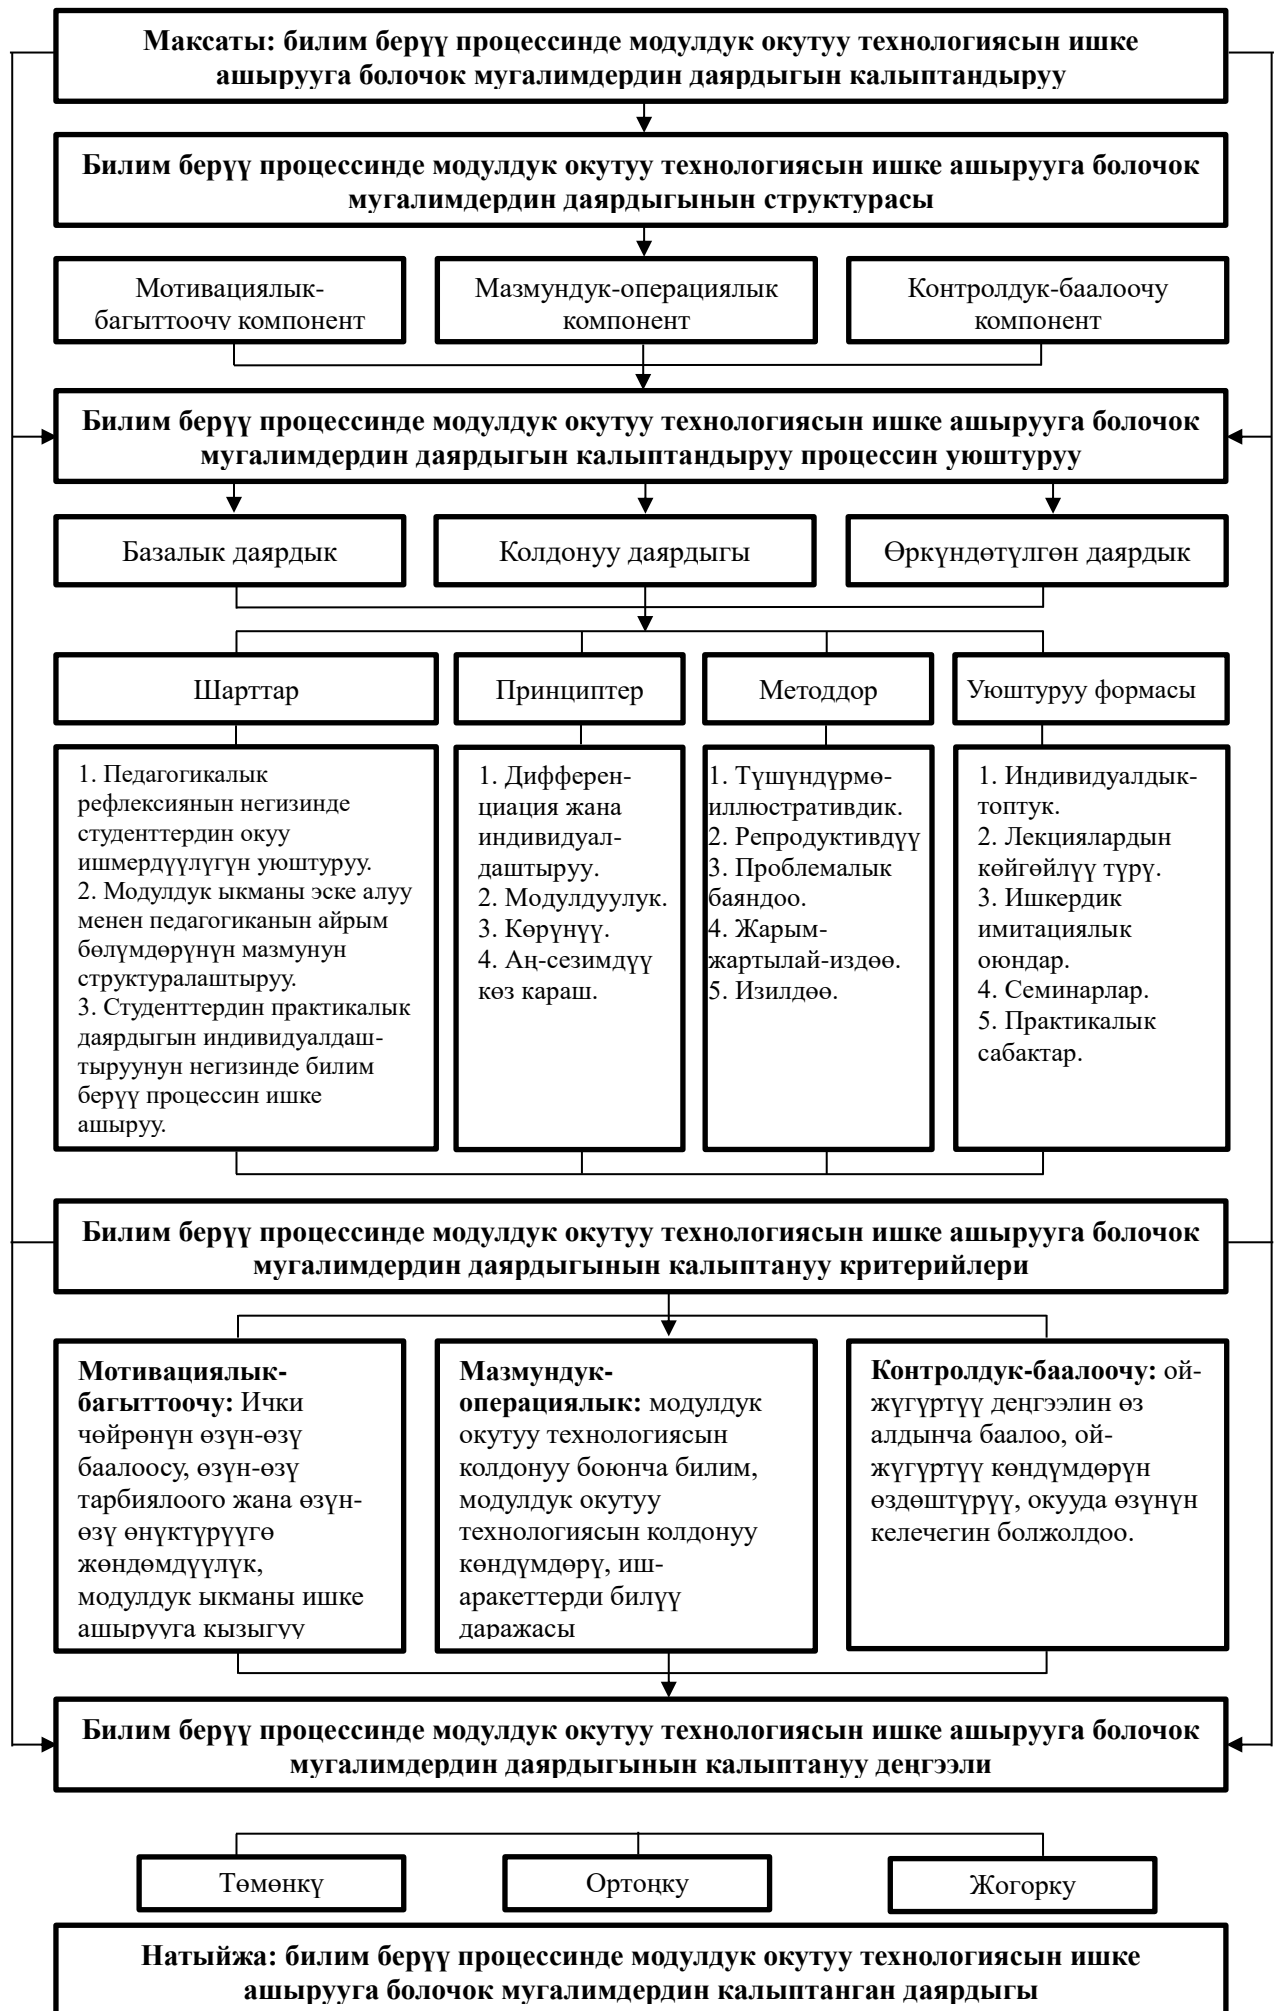 Максаты: билим берүү процессинде модулдук окутуу технологиясын ишке
ашырууга болочок мугалимдердин даярдыгын калыптандыруу
Билим берүү процессинде модулдук окутуу технологиясын ишке ашырууга болочок
мугалимдердин даярдыгынын структурасы
Мотивациялык-
багыттоочу компонент
Мазмундук-операциялык
компонент
Контролдук-баалоочу
компонент
Билим берүү процессинде модулдук окутуу технологиясын ишке ашырууга болочок
мугалимдердин даярдыгын калыптандыруу процессин уюштуруу
Базалык даярдык
Колдонуу даярдыгы
Өркүндөтүлгөн даярдык
Шарттар
Принциптер
Методдор
Уюштуруу формасы
1. Педагогикалык
рефлексиянын негизинде
студенттердин окуу
ишмердүүлүгүн уюштуруу.
2. Модулдук ыкманы эске алуу
менен педагогиканын айрым
бөлүмдөрүнүн мазмунун
структуралаштыруу.
3. Студенттердин практикалык
даярдыгын индивидуалдаш-
тыруунун негизинде билим
берүү процессин ишке
ашыруу.
1. Дифферен-
циация жана
индивидуал-
даштыруу.
2. Модулдуулук.
3. Көрүнүү.
4. Аң-сезимдүү
көз караш.
1. Түшүндүрмө-
иллюстративдик.
2. Репродуктивдүү
3. Проблемалык
баяндоо.
4. Жарым-
жартылай-издөө.
5. Изилдөө.
1. Индивидуалдык-
топтук.
2. Лекциялардын
көйгөйлүү түрү.
3. Ишкердик
имитациялык
оюндар.
4. Семинарлар.
5. Практикалык
сабактар.
Билим берүү процессинде модулдук окутуу технологиясын ишке ашырууга болочок
мугалимдердин даярдыгынын калыптануу критерийлери
Мотивациялык-
багыттоочу: Ички
чөйрөнүн өзүн-өзү
баалоосу, өзүн-өзү
тарбиялоого жана өзүн-
өзү өнүктүрүүгө
жөндөмдүүлүк,
модулдук ыкманы ишке
ашырууга кызыгуу
Мазмундук-
операциялык: модулдук
окутуу технологиясын
колдонуу боюнча билим,
модулдук окутуу
технологиясын колдонуу
көндүмдөрү, иш-
аракеттерди билүү
даражасы
Контролдук-баалоочу: ой-
жүгүртүү деңгээлин өз
алдынча баалоо, ой-
жүгүртүү көндүмдөрүн
өздөштүрүү, окууда өзүнүн
келечегин болжолдоо.
Билим берүү процессинде модулдук окутуу технологиясын ишке ашырууга болочок
мугалимдердин даярдыгынын калыптануу деңгээли
Төмөнкү
Ортоңку
Жогорку
Натыйжа: билим берүү процессинде модулдук окутуу технологиясын ишке
ашырууга болочок мугалимдердин калыптанган даярдыгы